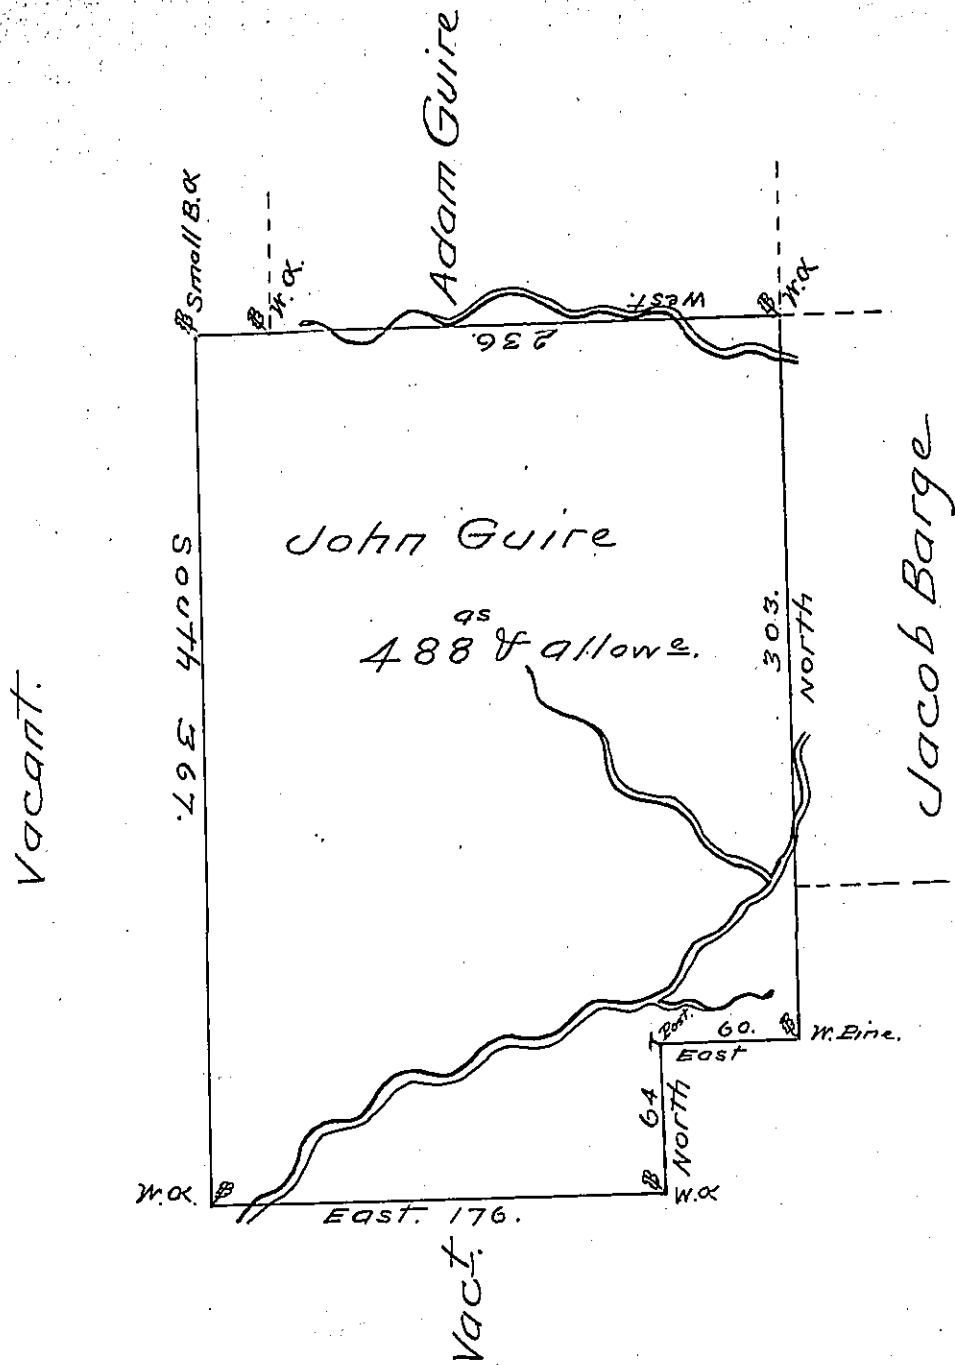 Adam Guire
Small B.O.
W.O.
West.
236.
W.O.
Vacant.
South 367.
John Guire
as
488 & allowe.
303.
North
Jacob Barge
Post.
60.
East
W.Pine.
64
North
W.O.
W.O.
East. 176.
Vact.